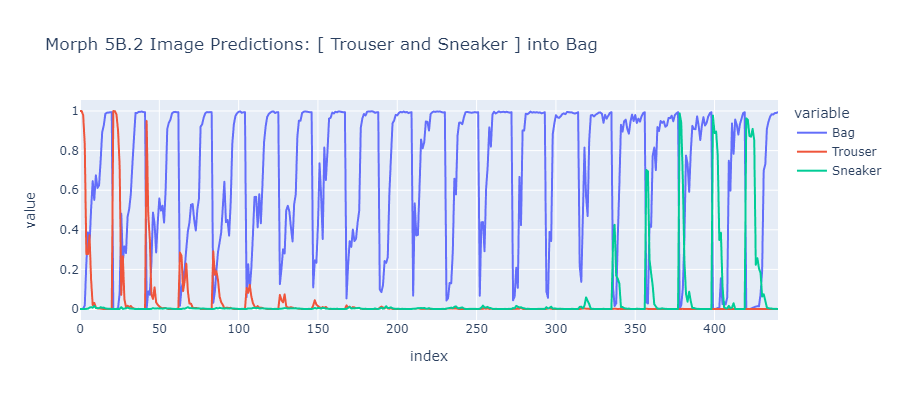 Morph 5B.2 Image Predictions: [ Trouser and Sneaker ] into Bag
variable
Bag
Trouser
Sneaker
value
1
0.8
0.6
0.4
0.2
0
0 50 100 150 200 250 300 350 400
index